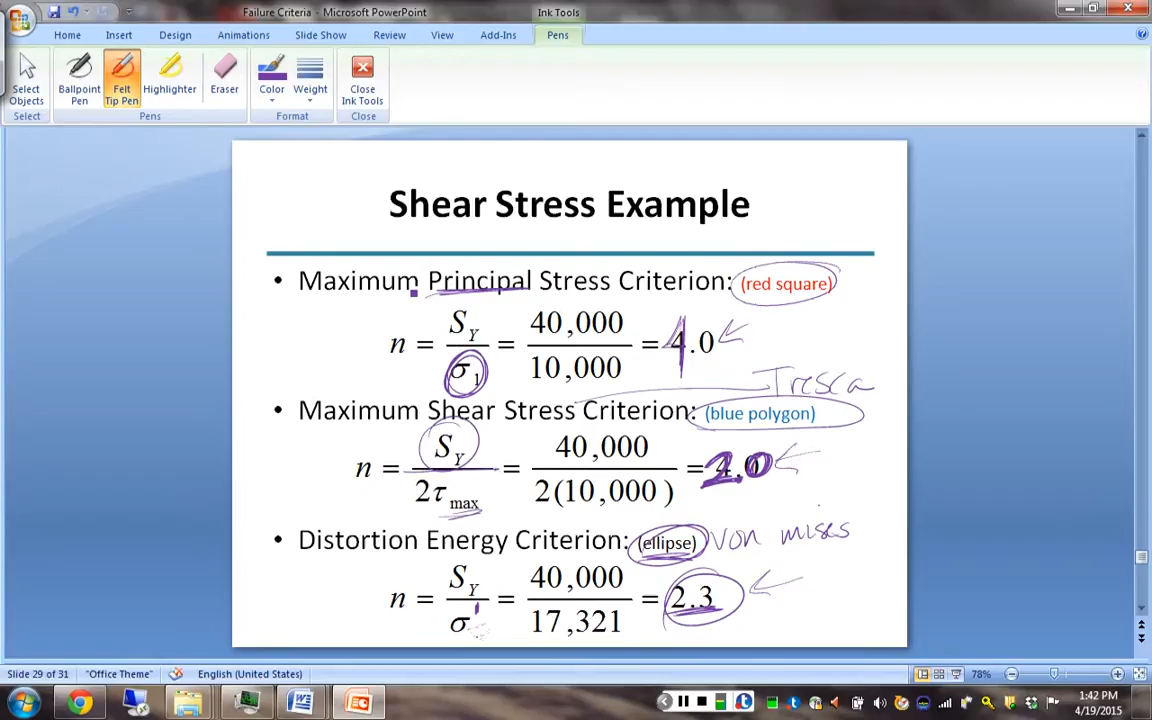 Failure Criteria - Microsoft PowerPoint
Ink Tools
Home Insert Design Animations Slide Show Review View Add-Ins Pens
Select Objects
Ballpoint Pen
Felt Tip Pen
Highlighter
Eraser
Color
Weight
Close Ink Tools
Select Pens Format Close
Shear Stress Example
• Maximum Principal Stress Criterion: (red square)
n = S_Y / σ_1 = 40,000 / 10,000 = 4.0
Tresca
• Maximum Shear Stress Criterion: (blue polygon)
n = S_Y / 2τ_max = 40,000 / 2(10,000 ) = 2.0
• Distortion Energy Criterion: (ellipse) von mises
n = S_Y / σ' = 40,000 / 17,321 = 2.3
Slide 29 of 31 "Office Theme" English (United States) 78%
1:42 PM
4/19/2015